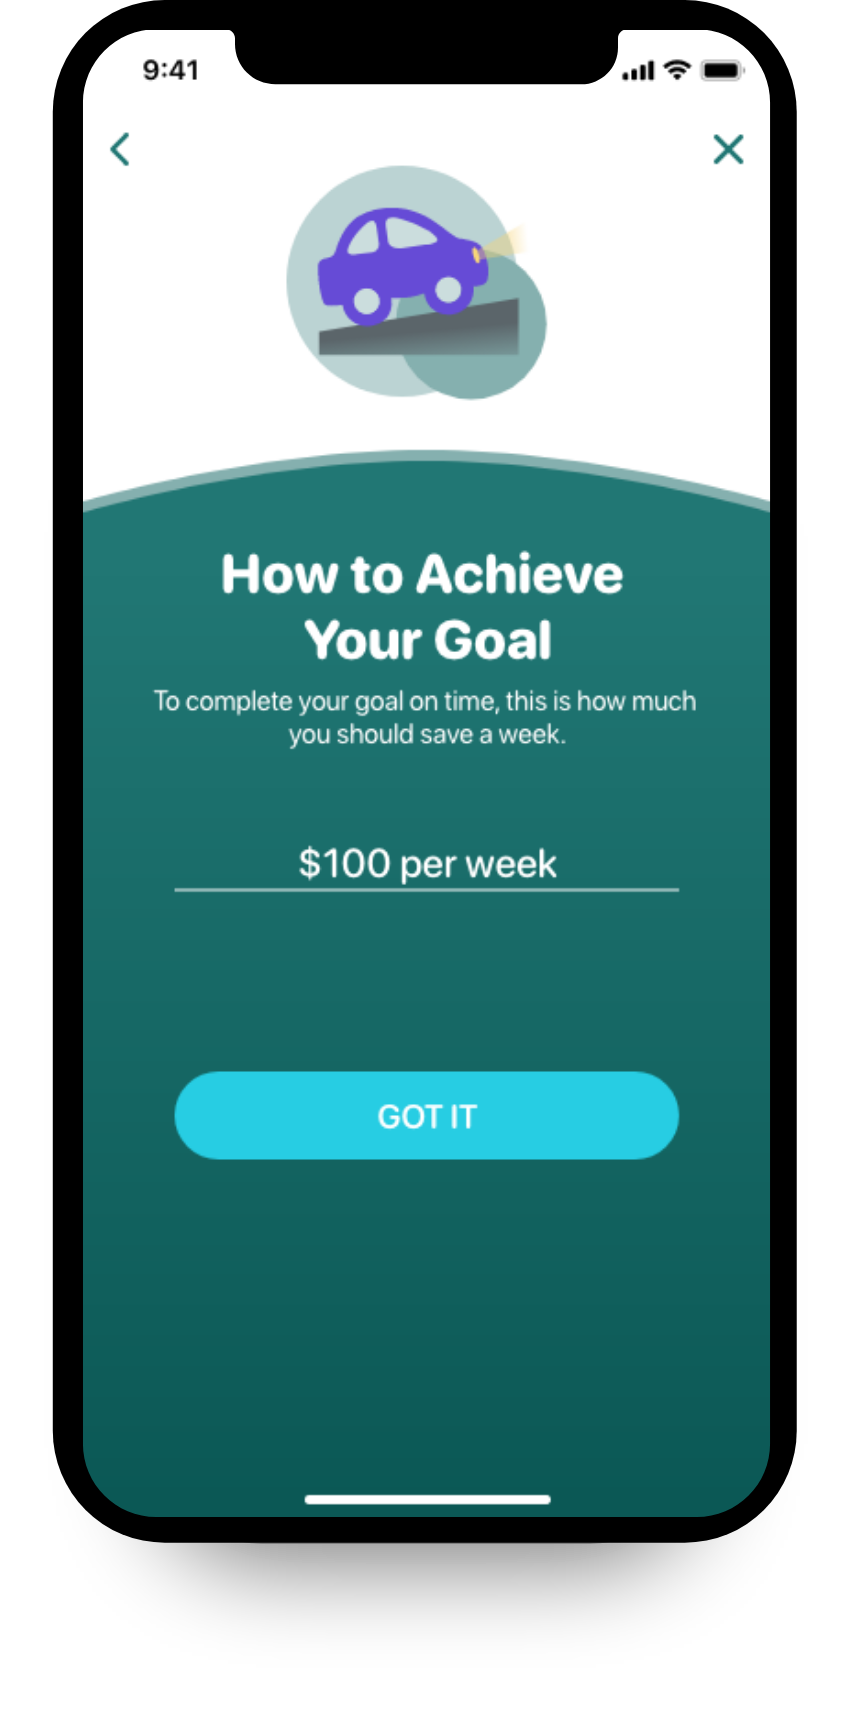 9:41
How to Achieve
Your Goal
To complete your goal on time, this is how much
you should save a week.
$100 per week
GOT IT